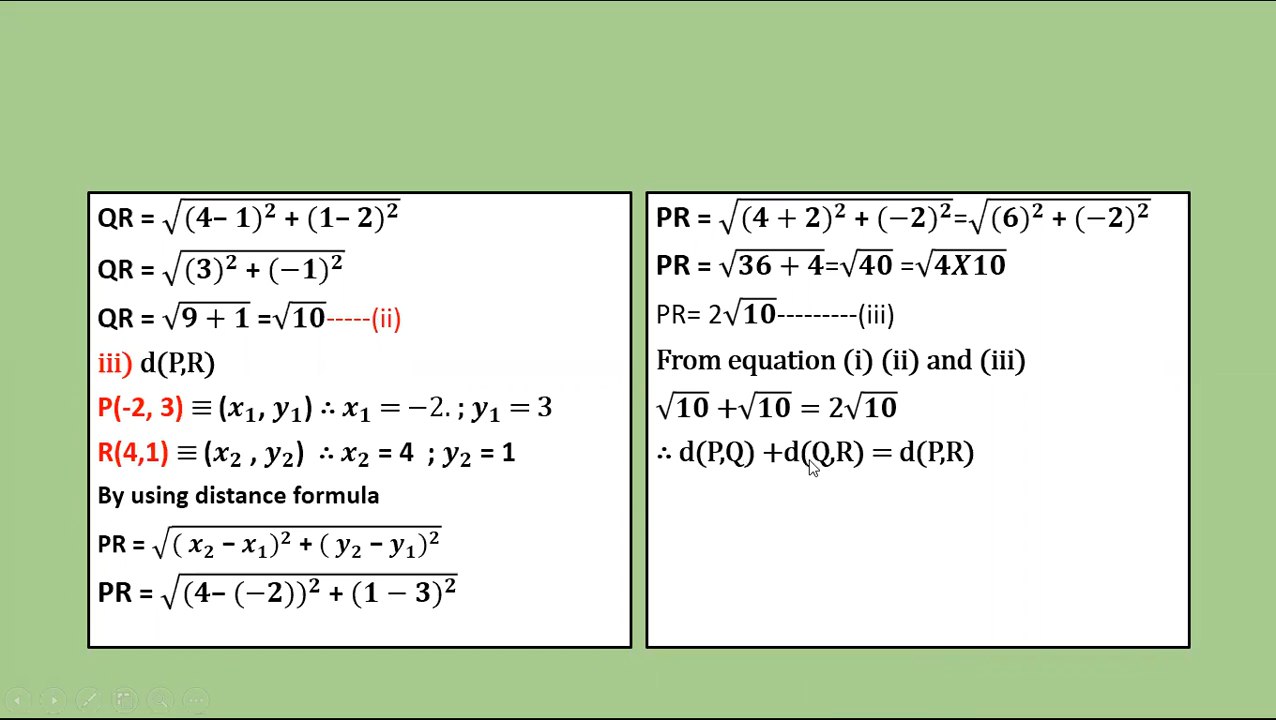 QR = √(4– 1)² + (1– 2)²
QR = √(3)² + (−1)²
QR = √9 + 1 =√10-----(ii)
iii) d(P,R)
P(-2, 3) ≡ (x₁, y₁) ∴ x₁ = −2. ; y₁ = 3
R(4,1) ≡ (x₂ , y₂) ∴ x₂ = 4 ; y₂ = 1
By using distance formula
PR = √( x₂ − x₁)² + ( y₂ − y₁)²
PR = √(4– (−2))² + (1 − 3)²
PR = √(4 + 2)² + (−2)²=√(6)² + (−2)²
PR = √36 + 4=√40 =√4X10
PR= 2√10---------(iii)
From equation (i) (ii) and (iii)
√10 +√10 = 2√10
∴ d(P,Q) +d(Q,R) = d(P,R)